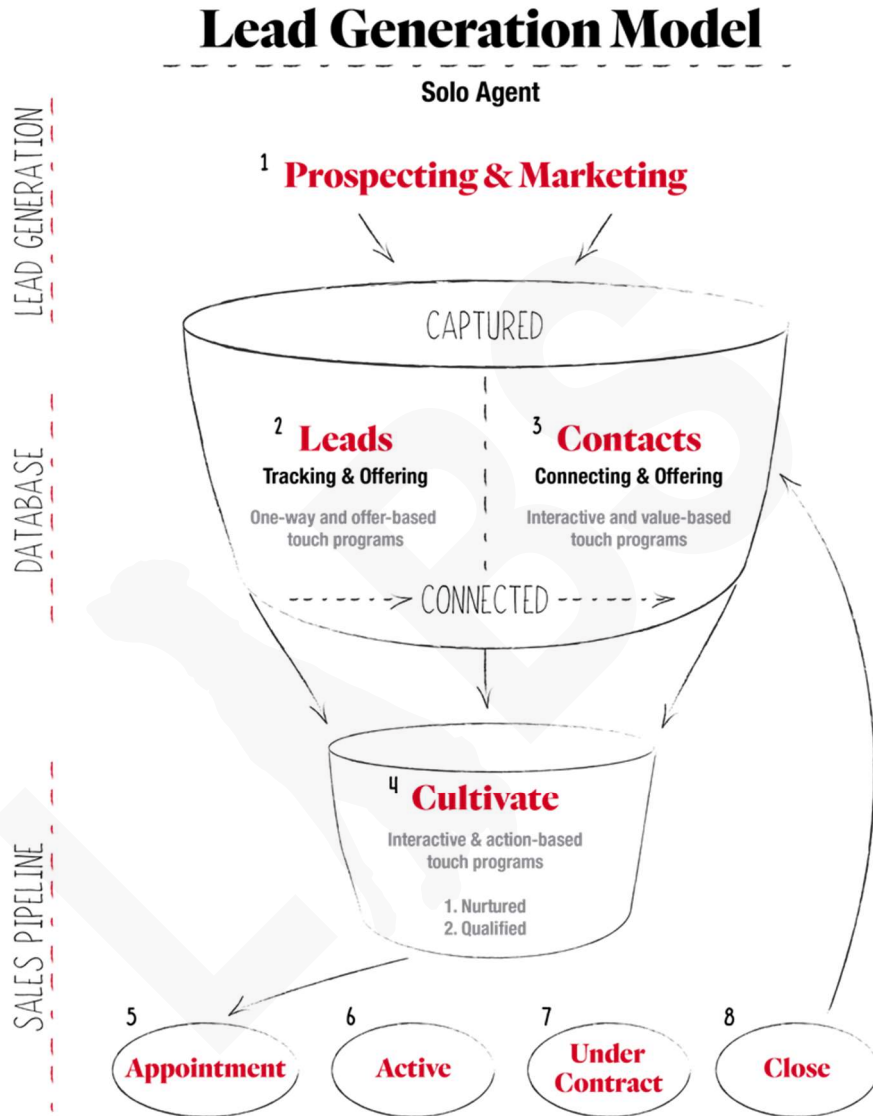 Lead Generation Model
Solo Agent
LEAD GENERATION
1 Prospecting & Marketing
CAPTURED
DATABASE
2 Leads
Tracking & Offering
One-way and offer-based
touch programs
3 Contacts
Connecting & Offering
Interactive and value-based
touch programs
CONNECTED
SALES PIPELINE
4 Cultivate
Interactive & action-based
touch programs
1. Nurtured
2. Qualified
5 Appointment
6 Active
7 Under
Contract
8 Close
LABS